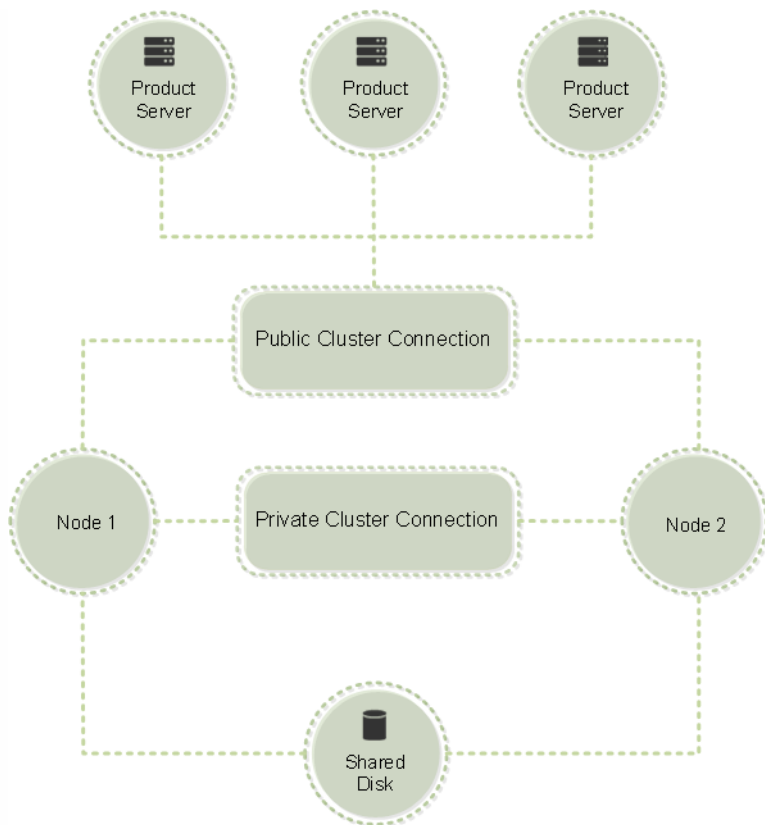 Product
Server
Product
Server
Product
Server
Public Cluster Connection
Node 1
Private Cluster Connection
Node 2
Shared
Disk